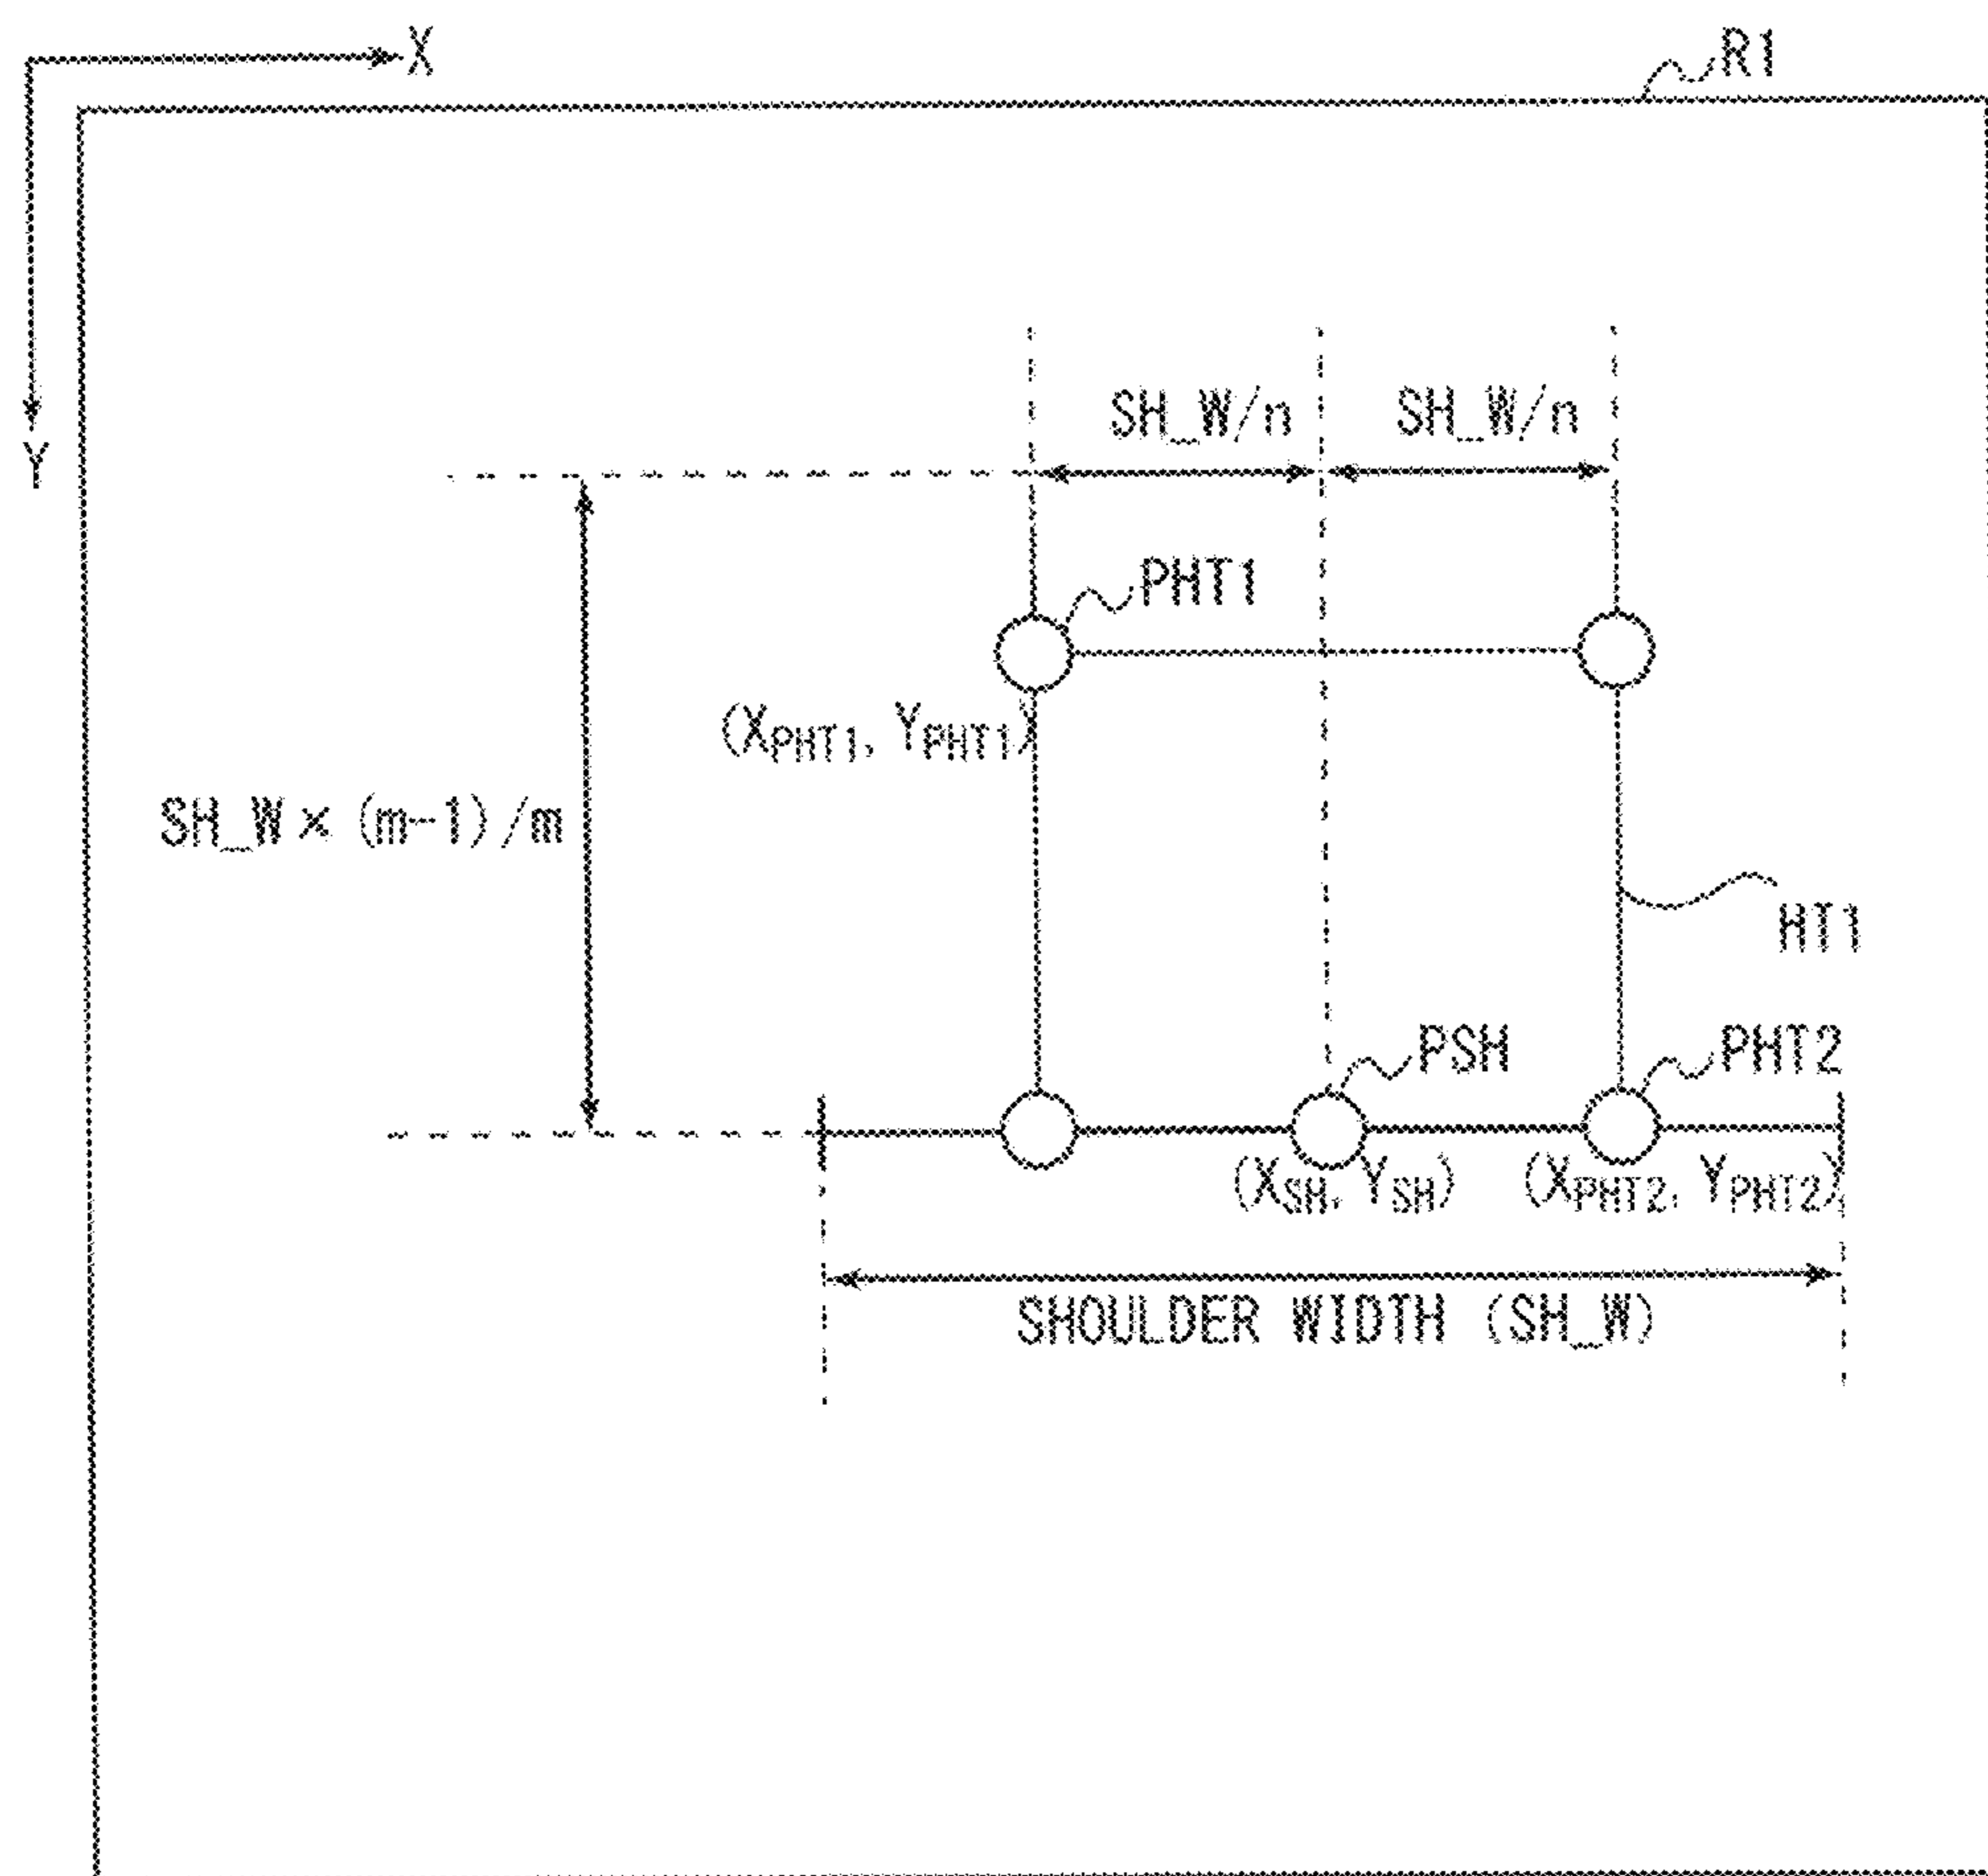 X
R1
Y
SH_W/n
SH_W/n
PHT1
(XPHT1, YPHT1)
SH_W × (m-1)/m
HT1
PSH
PHT2
(XSH, YSH)
(XPHT2, YPHT2)
SHOULDER WIDTH (SH_W)